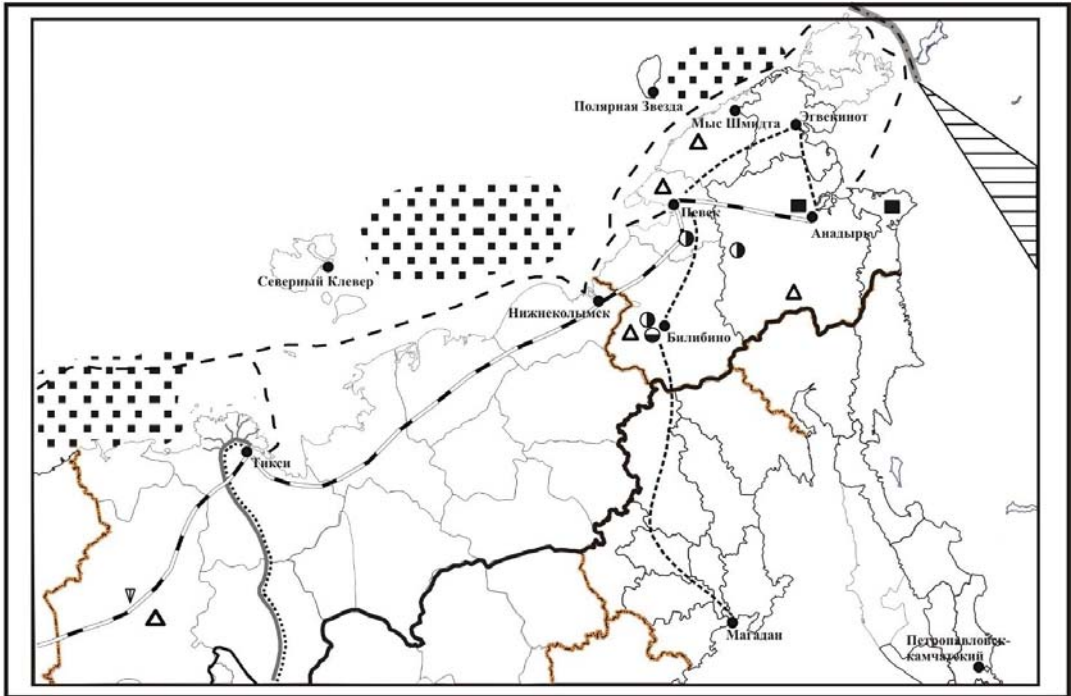 Полярная Звезда
Мыс Шмидта
Эгвекинот
Певек
Анадырь
Северный Клевер
Нижнеколымск
Билибино
Тикси
Магадан
Петропавловск-
камчатский